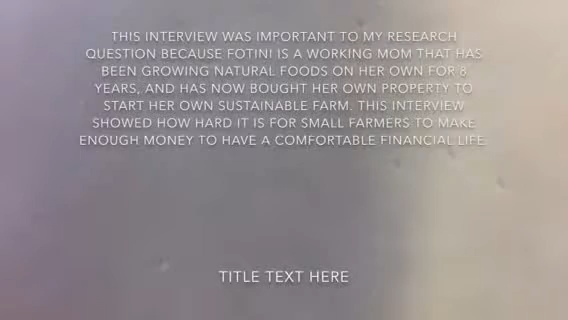 THIS INTERVIEW WAS IMPORTANT TO MY RESEARCH
QUESTION BECAUSE FOTINI IS A WORKING MOM THAT HAS
BEEN GROWING NATURAL FOODS ON HER OWN FOR 8
YEARS, AND HAS NOW BOUGHT HER OWN PROPERTY TO
START HER OWN SUSTAINABLE FARM. THIS INTERVIEW
SHOWED HOW HARD IT IS FOR SMALL FARMERS TO MAKE
ENOUGH MONEY TO HAVE A COMFORTABLE FINANCIAL LIFE.
TITLE TEXT HERE